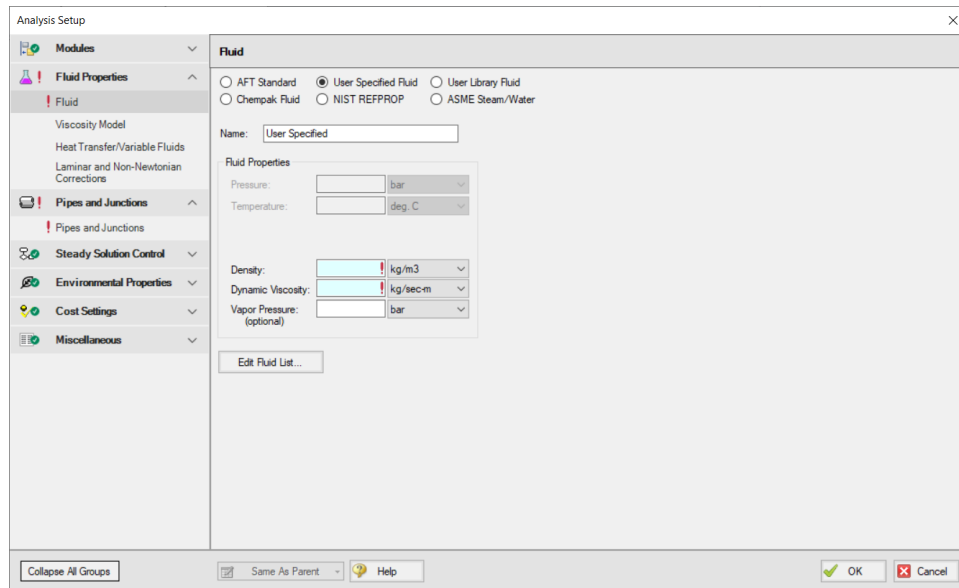 Analysis Setup
Modules
Fluid Properties
Fluid
Viscosity Model
Heat Transfer/Variable Fluids
Laminar and Non-Newtonian
Corrections
Pipes and Junctions
Pipes and Junctions
Steady Solution Control
Environmental Properties
Cost Settings
Miscellaneous
Collapse All Groups
Fluid
AFT Standard User Specified Fluid User Library Fluid
Chempak Fluid NIST REFPROP ASME Steam/Water
Name: User Specified
Fluid Properties
Pressure: bar
Temperature: deg. C
Density: ! kg/m3
Dynamic Viscosity: ! kg/sec-m
Vapor Pressure: bar
(optional)
Edit Fluid List...
Same As Parent Help OK Cancel